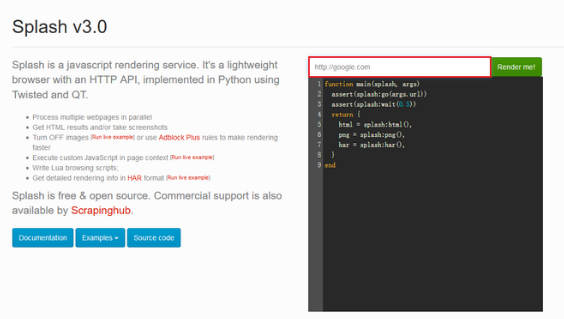 Splash v3.0
Splash is a javascript rendering service. It's a lightweight
browser with an HTTP API, implemented in Python using
Twisted and QT.
Process multiple webpages in parallel
Get HTML results and/or take screenshots
Turn OFF images [Run live example] or use Adblock Plus rules to make rendering
faster
Execute custom JavaScript in page context [Run live example]
Write Lua browsing scripts;
Get detailed rendering info in HAR format [Run live example]
Splash is free & open source. Commercial support is also
available by Scrapinghub.
Documentation Examples Source code
http://google.com Render me!
1 function main(splash, args)
2 assert(splash:go(args.url))
3 assert(splash:wait(0.5))
4 return {
5 html = splash:html(),
6 png = splash:png(),
7 har = splash:har(),
8 }
9 end